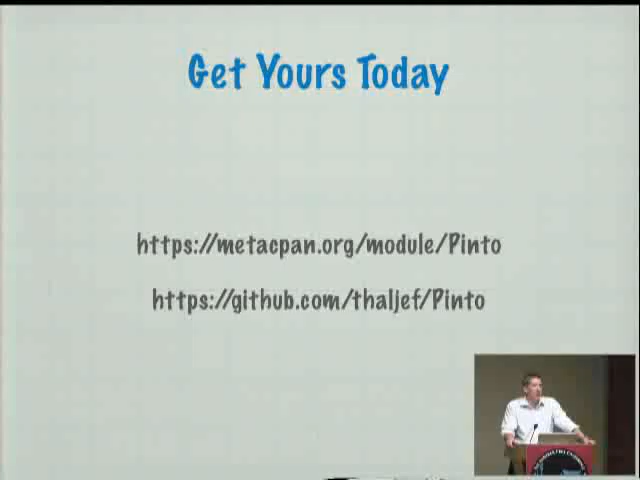 Get Yours Today
https://metacpan.org/module/Pinto
https://github.com/thaljef/Pinto